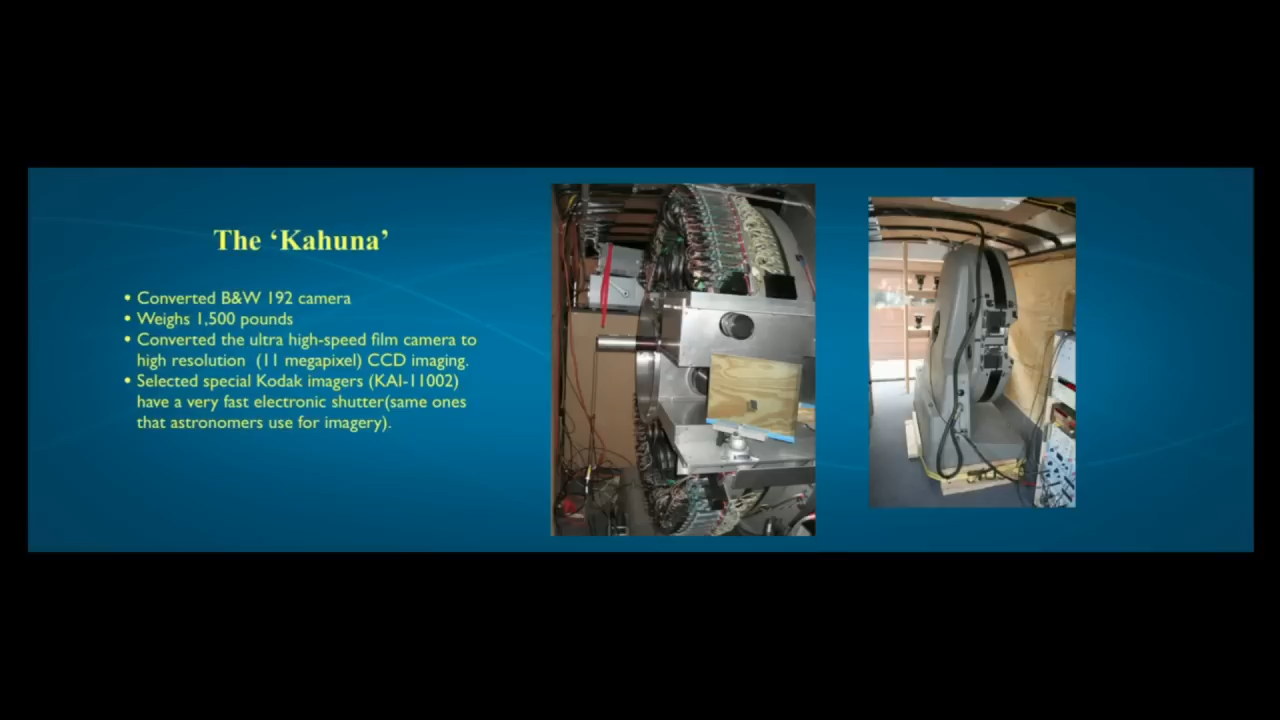 The ‘Kahuna’
• Converted B&W 192 camera
• Weighs 1,500 pounds
• Converted the ultra high-speed film camera to
high resolution (11 megapixel) CCD imaging.
• Selected special Kodak imagers (KAI-11002)
have a very fast electronic shutter(same ones
that astronomers use for imagery).